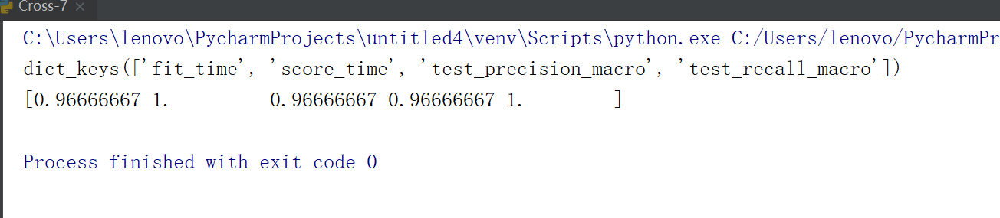 Cross-7
C:\Users\lenovo\PycharmProjects\untitled4\venv\Scripts\python.exe C:/Users/lenovo/PycharmPr
dict_keys(['fit_time', 'score_time', 'test_precision_macro', 'test_recall_macro'])
[0.96666667 1.         0.96666667 0.96666667 1.        ]
Process finished with exit code 0